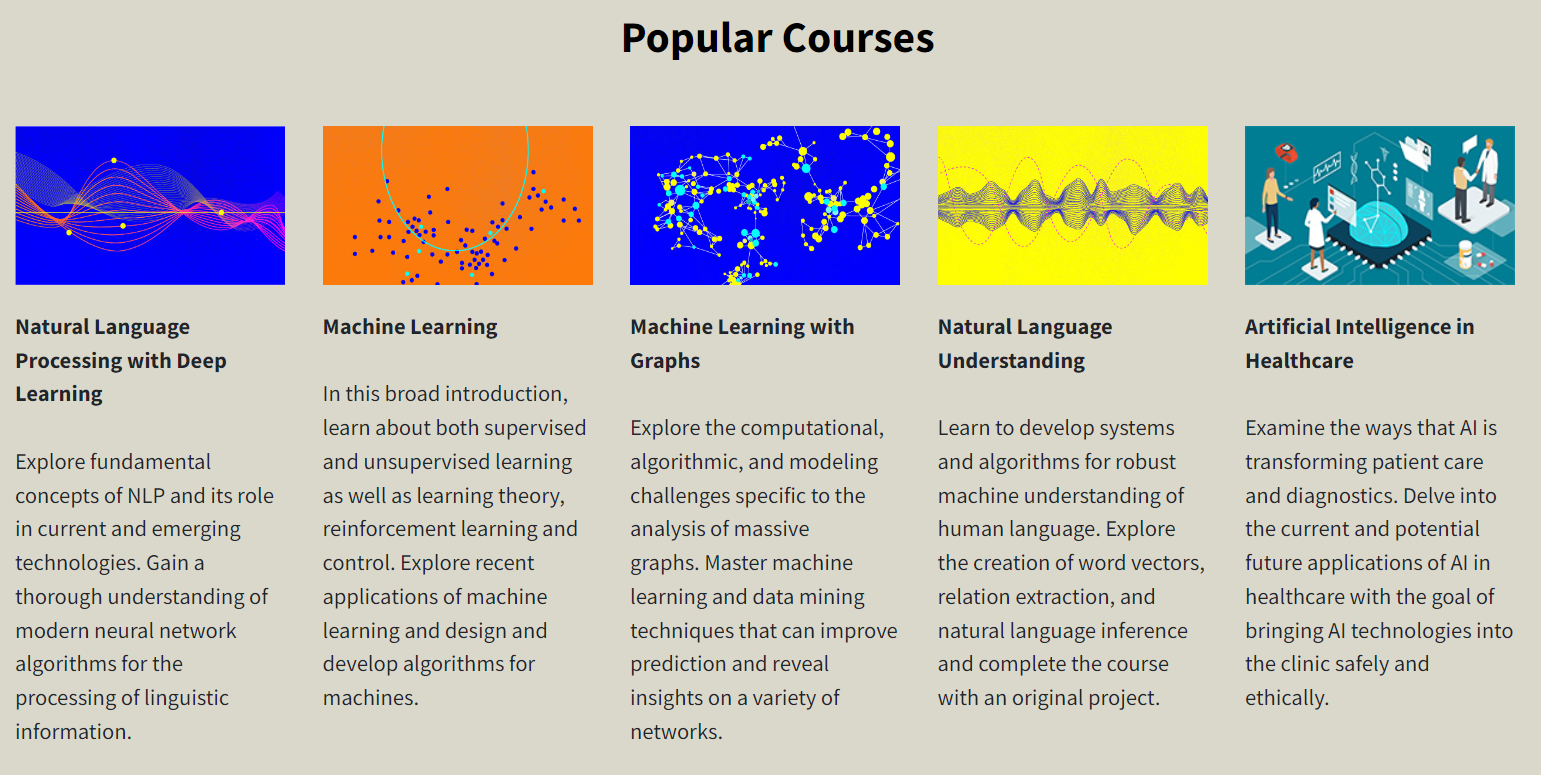 Popular Courses
Natural Language
Processing with Deep
Learning
Explore fundamental
concepts of NLP and its role
in current and emerging
technologies. Gain a
thorough understanding of
modern neural network
algorithms for the
processing of linguistic
information.
Machine Learning
In this broad introduction,
learn about both supervised
and unsupervised learning
as well as learning theory,
reinforcement learning and
control. Explore recent
applications of machine
learning and design and
develop algorithms for
machines.
Machine Learning with
Graphs
Explore the computational,
algorithmic, and modeling
challenges specific to the
analysis of massive
graphs. Master machine
learning and data mining
techniques that can improve
prediction and reveal
insights on a variety of
networks.
Natural Language
Understanding
Learn to develop systems
and algorithms for robust
machine understanding of
human language. Explore
the creation of word vectors,
relation extraction, and
natural language inference
and complete the course
with an original project.
Artificial Intelligence in
Healthcare
Examine the ways that AI is
transforming patient care
and diagnostics. Delve into
the current and potential
future applications of AI in
healthcare with the goal of
bringing AI technologies into
the clinic safely and
ethically.